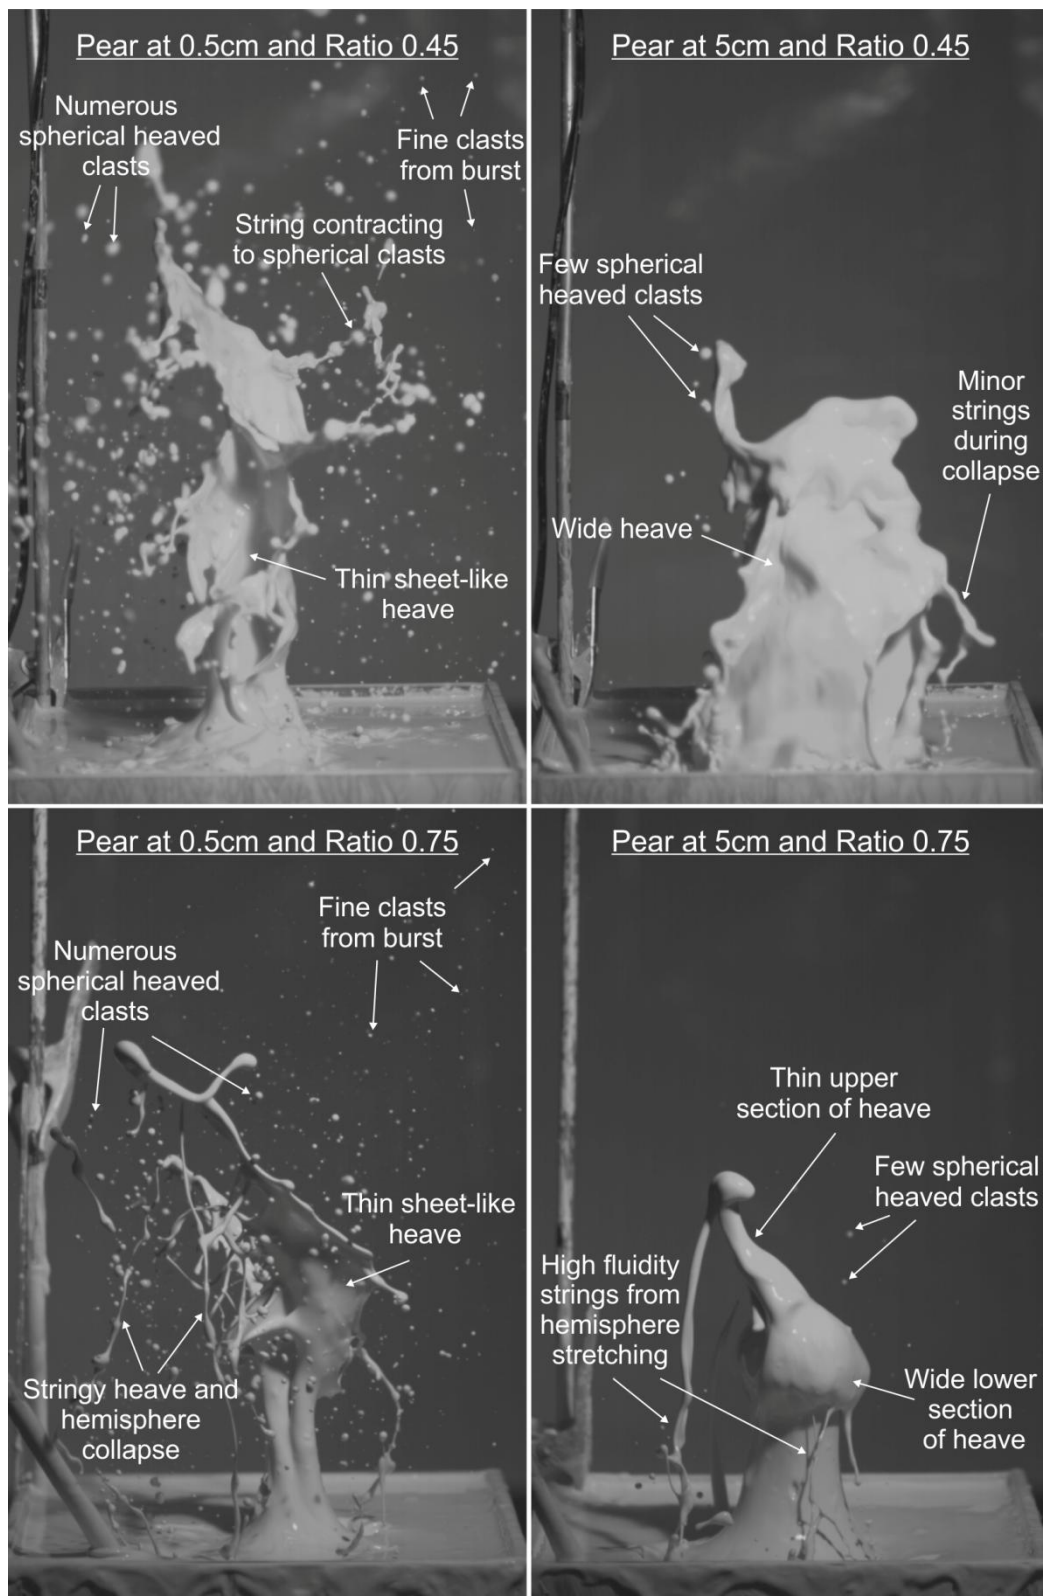 Pear at 0.5cm and Ratio 0.45
Numerous
spherical heaved
clasts
Fine clasts
from burst
String contracting
to spherical clasts
Thin sheet-like
heave
Pear at 5cm and Ratio 0.45
Few spherical
heaved clasts
Minor
strings
during
collapse
Wide heave
Pear at 0.5cm and Ratio 0.75
Fine clasts
from burst
Numerous
spherical heaved
clasts
Thin sheet-like
heave
Stringy heave and
hemisphere
collapse
Pear at 5cm and Ratio 0.75
Thin upper
section of heave
Few spherical
heaved clasts
High fluidity
strings from
hemisphere
stretching
Wide lower
section
of heave